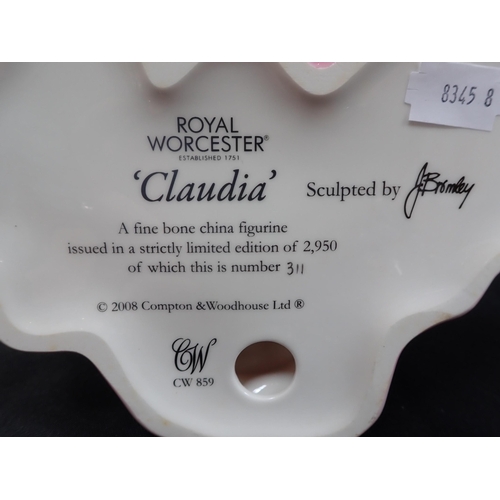 8345 8
ROYAL
WORCESTER®
ESTABLISHED 1751
'Claudia' Sculpted by J. Bromley
A fine bone china figurine
issued in a strictly limited edition of 2,950
of which this is number 311
© 2008 Compton &Woodhouse Ltd ®
CW
CW 859